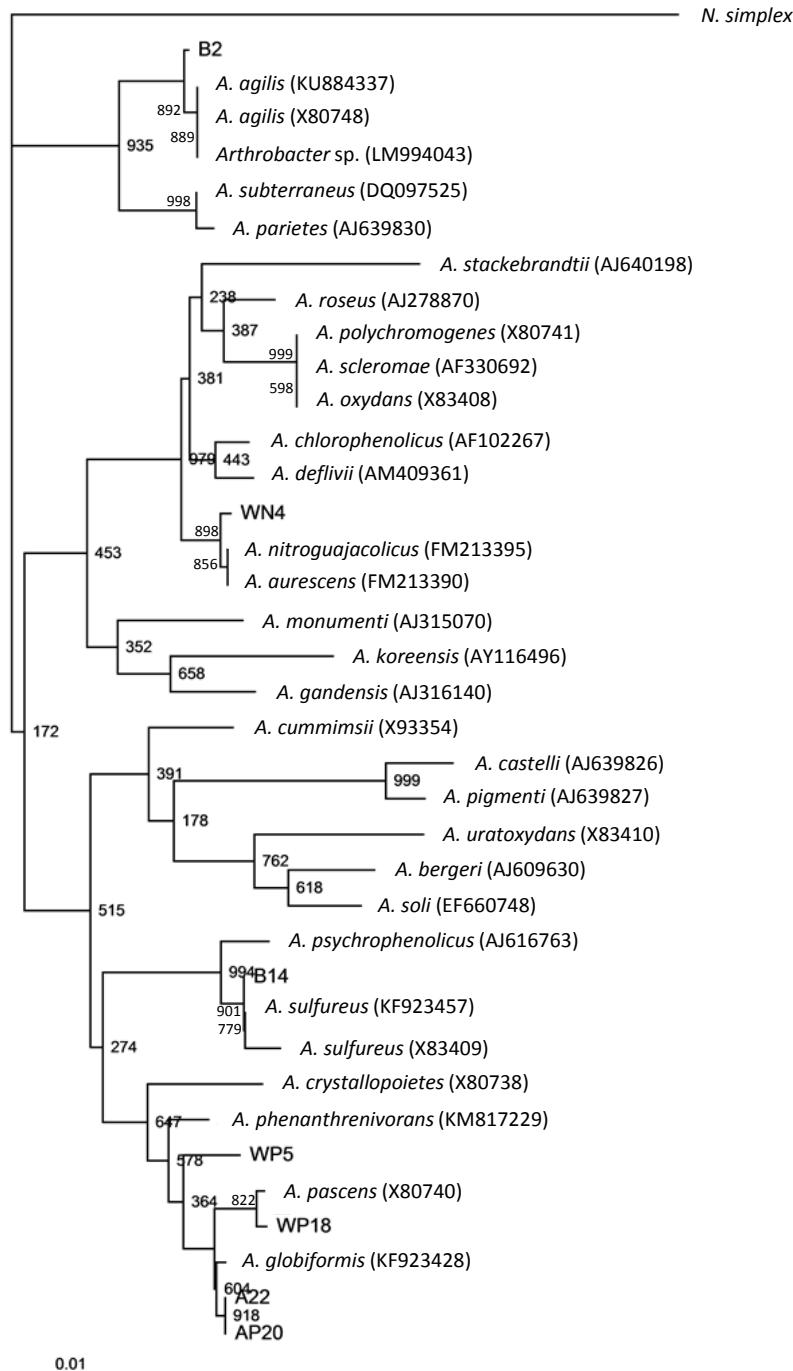 N. simplex
B2
A. agilis (KU884337)
892
A. agilis (X80748)
889
935
Arthrobacter sp. (LM994043)
A. subterraneus (DQ097525)
998
A. parietes (AJ639830)
A. stackebrandtii (AJ640198)
238
A. roseus (AJ278870)
387
A. polychromogenes (X80741)
999
A. scleromae (AF330692)
381
598
A. oxydans (X83408)
A. chlorophenolicus (AF102267)
979
443
A. deflivii (AM409361)
WN4
898
453
A. nitroguajacolicus (FM213395)
856
A. aurescens (FM213390)
A. monumenti (AJ315070)
352
A. koreensis (AY116496)
658
A. gandensis (AJ316140)
172
A. cummimsii (X93354)
391
A. castelli (AJ639826)
999
A. pigmenti (AJ639827)
178
A. uratoxydans (X83410)
762
A. bergeri (AJ609630)
618
515
A. soli (EF660748)
A. psychrophenolicus (AJ616763)
994
B14
A. sulfureus (KF923457)
901
779
274
A. sulfureus (X83409)
A. crystallopoietes (X80738)
647
A. phenanthrenivorans (KM817229)
578
WP5
364
822
A. pascens (X80740)
WP18
A. globiformis (KF923428)
604
A22
918
AP20
0.01